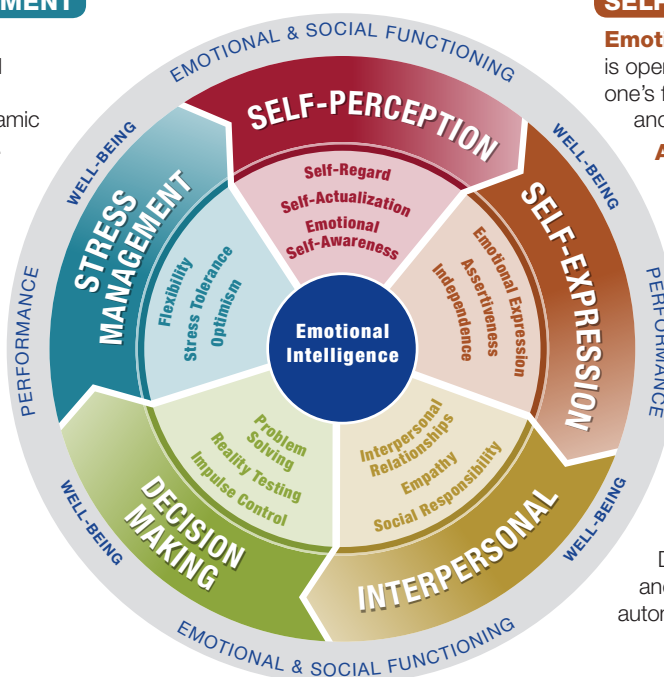 EMENT
SELF
Emoti
is oper
one's f
and
A
amic
EMOTIONAL & SOCIAL FUNCTIONING
WELL-BEING
WELL-BEING
PERFORMANCE
PERFORMANCE
SELF-PERCEPTION
Self-Regard
Self-Actualization
Emotional
Self-Awareness
STRESS
MANAGEMENT
Flexibility
Stress Tolerance
Optimism
SELF-EXPRESSION
Emotional Expression
Assertiveness
Independence
Emotional
Intelligence
DECISION
MAKING
Problem
Solving
Reality Testing
Impulse Control
INTERPERSONAL
Interpersonal
Relationships
Empathy
Social Responsibility
WELL-BEING
WELL-BEING
D
and
autor
EMOTIONAL & SOCIAL FUNCTIONING